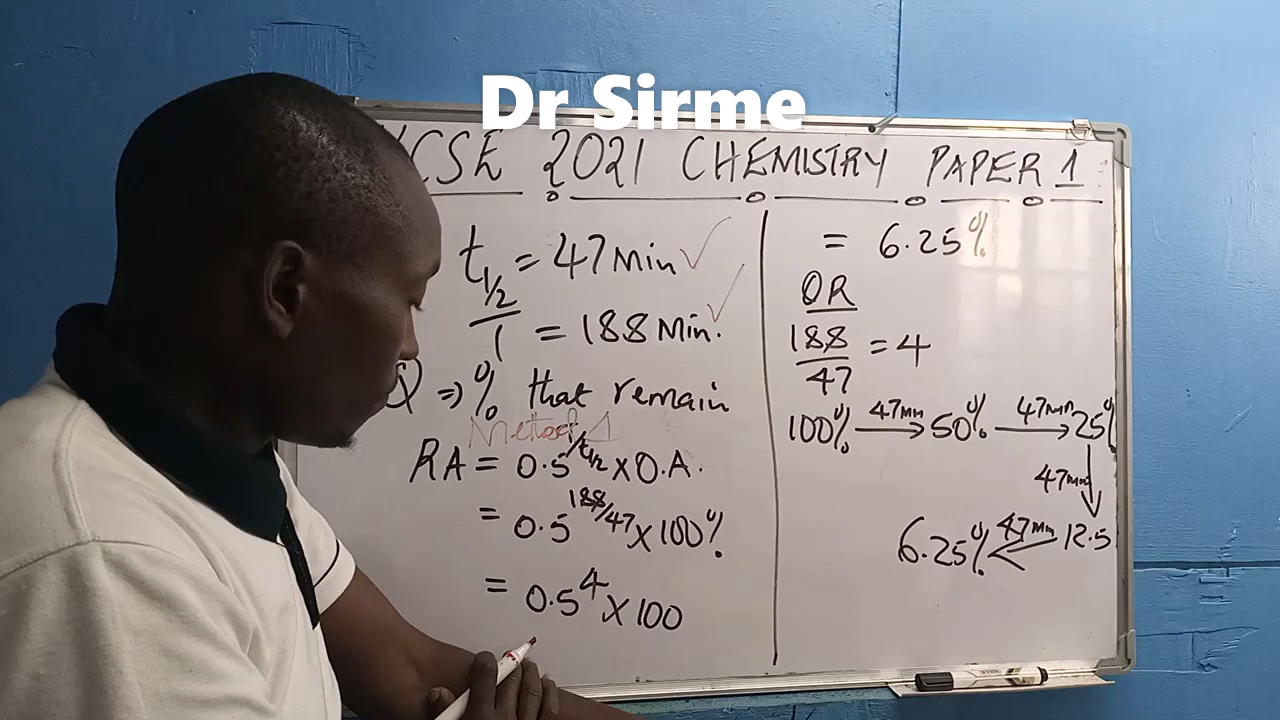 Dr Sirme
CSE 2021 CHEMISTRY PAPER 1
t1/2 = 47 Min ✓
1 = 188 Min. ✓
Q => % that remain
Method 1
RA = 0.5^/t1/2 X O.A.
= 0.5^188/47 X 100%
= 0.5^4 X 100
= 6.25%
OR
188/47 = 4
100% 47min → 50% 47min → 25%
47min ↓
6.25% 47min ← 12.5